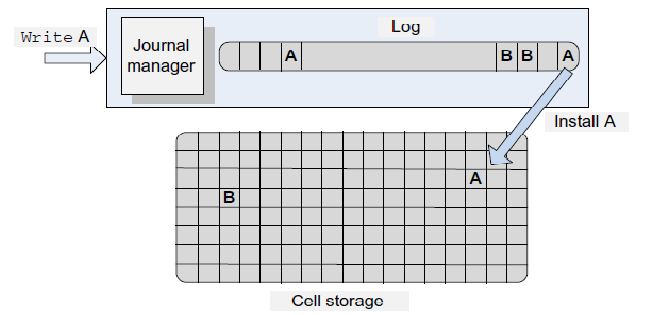 Log
Write A
Journal
manager
A
B B A
Install A
A
B
Cell storage